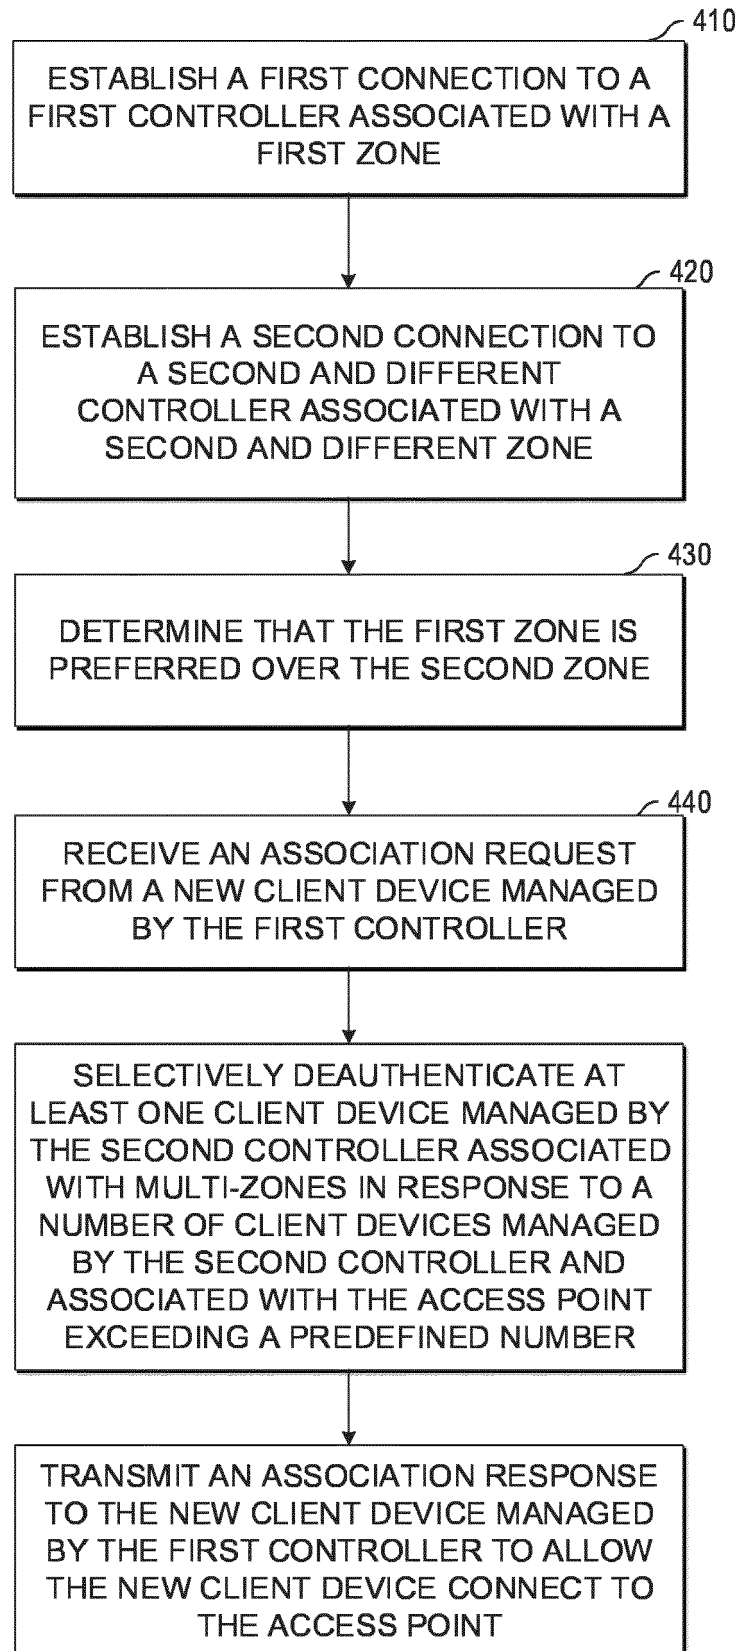 410
ESTABLISH A FIRST CONNECTION TO A
FIRST CONTROLLER ASSOCIATED WITH A
FIRST ZONE
420
ESTABLISH A SECOND CONNECTION TO
A SECOND AND DIFFERENT
CONTROLLER ASSOCIATED WITH A
SECOND AND DIFFERENT ZONE
430
DETERMINE THAT THE FIRST ZONE IS
PREFERRED OVER THE SECOND ZONE
440
RECEIVE AN ASSOCIATION REQUEST
FROM A NEW CLIENT DEVICE MANAGED
BY THE FIRST CONTROLLER
SELECTIVELY DEAUTHENTICATE AT
LEAST ONE CLIENT DEVICE MANAGED BY
THE SECOND CONTROLLER ASSOCIATED
WITH MULTI-ZONES IN RESPONSE TO A
NUMBER OF CLIENT DEVICES MANAGED
BY THE SECOND CONTROLLER AND
ASSOCIATED WITH THE ACCESS POINT
EXCEEDING A PREDEFINED NUMBER
TRANSMIT AN ASSOCIATION RESPONSE
TO THE NEW CLIENT DEVICE MANAGED
BY THE FIRST CONTROLLER TO ALLOW
THE NEW CLIENT DEVICE CONNECT TO
THE ACCESS POINT